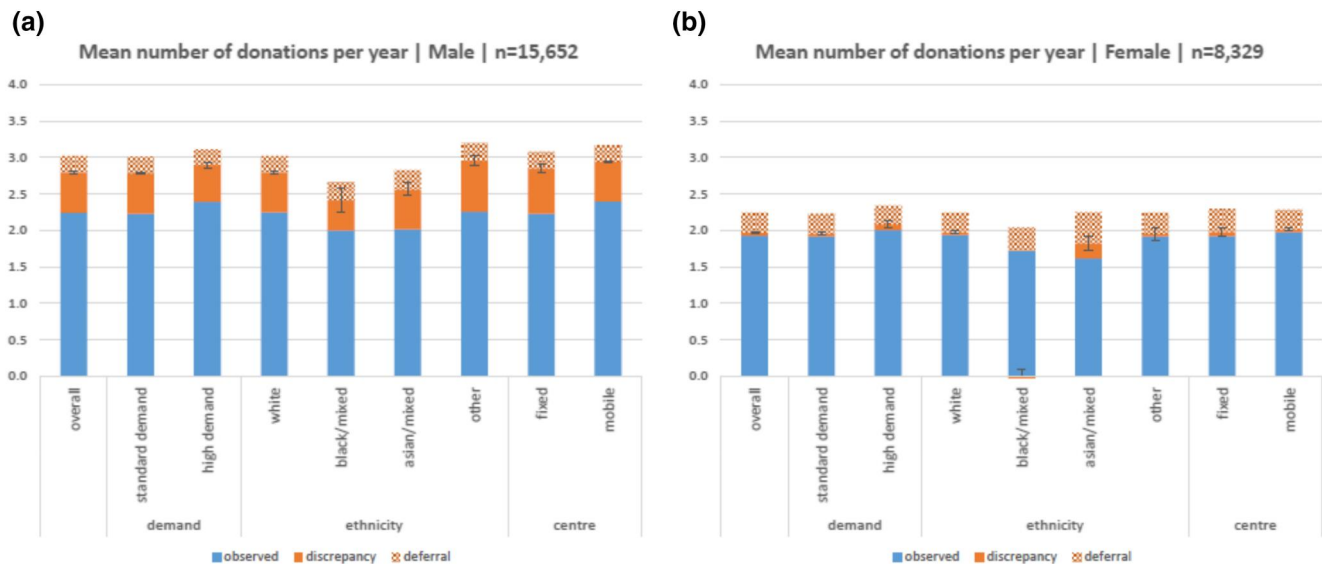 (a)
Mean number of donations per year | Male | n=15,652
4.0
3.5
3.0
2.5
2.0
1.5
1.0
0.5
0.0
overall
standard demand
high demand
white
black/mixed
asian/mixed
other
fixed
mobile
demand
ethnicity
centre
observed
discrepancy
deferral
(b)
Mean number of donations per year | Female | n=8,329
4.0
3.5
3.0
2.5
2.0
1.5
1.0
0.5
0.0
overall
standard demand
high demand
white
black/mixed
asian/mixed
other
fixed
mobile
demand
ethnicity
centre
observed
discrepancy
deferral